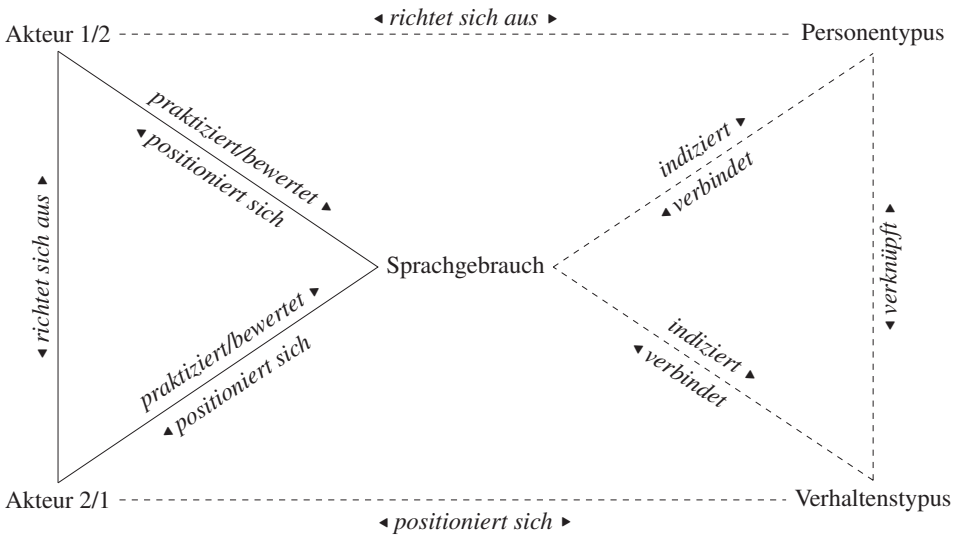 ◂ richtet sich aus ▸
Akteur 1/2
Personentypus
praktiziert/bewertet ▸
◂ positioniert sich
indiziert ▸
◂ verbindet
◂ richtet sich aus ▸
Sprachgebrauch
◂ verknüpft ▸
praktiziert/bewertet ▸
◂ positioniert sich
indiziert ▸
◂ verbindet
Akteur 2/1
Verhaltenstypus
◂ positioniert sich ▸